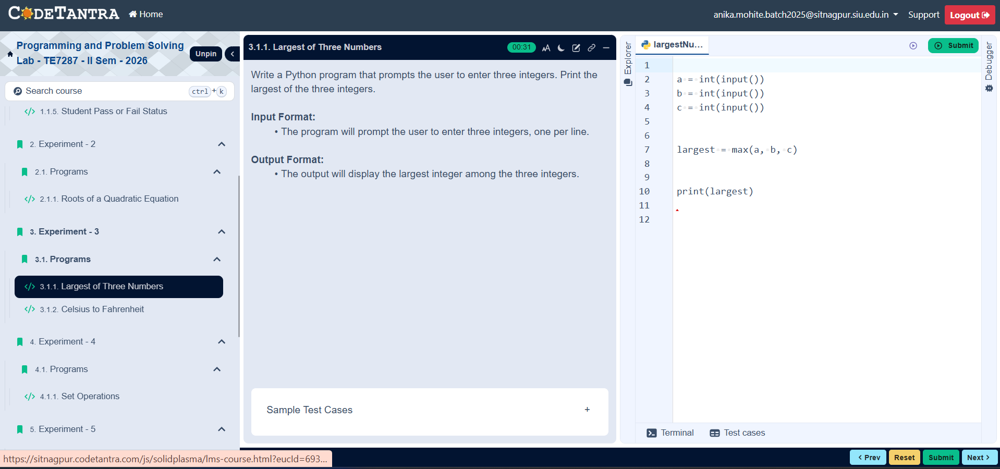 CODETANTRA
Home
anika.mohite.batch2025@sitnagpur.siu.edu.in
Support
Logout
Programming and Problem Solving
Lab - TE7287 - II Sem - 2026
Unpin
Search course
ctrl + k
1.1.5. Student Pass or Fail Status
2. Experiment - 2
2.1. Programs
2.1.1. Roots of a Quadratic Equation
3. Experiment - 3
3.1. Programs
3.1.1. Largest of Three Numbers
3.1.2. Celsius to Fahrenheit
4. Experiment - 4
4.1. Programs
4.1.1. Set Operations
5. Experiment - 5
https://sitnagpur.codetantra.com/js/solidplasma/lms-course.html?eucId=693...
3.1.1. Largest of Three Numbers
00:31
AA
Write a Python program that prompts the user to enter three integers. Print the
largest of the three integers.
Input Format:
• The program will prompt the user to enter three integers, one per line.
Output Format:
• The output will display the largest integer among the three integers.
Sample Test Cases
+
Explorer
largestNu...
Submit
Debugger
1
2 a = int(input())
3 b = int(input())
4 c = int(input())
5
6
7 largest = max(a, b, c)
8
9
10 print(largest)
11
12
Terminal
Test cases
< Prev
Reset
Submit
Next >